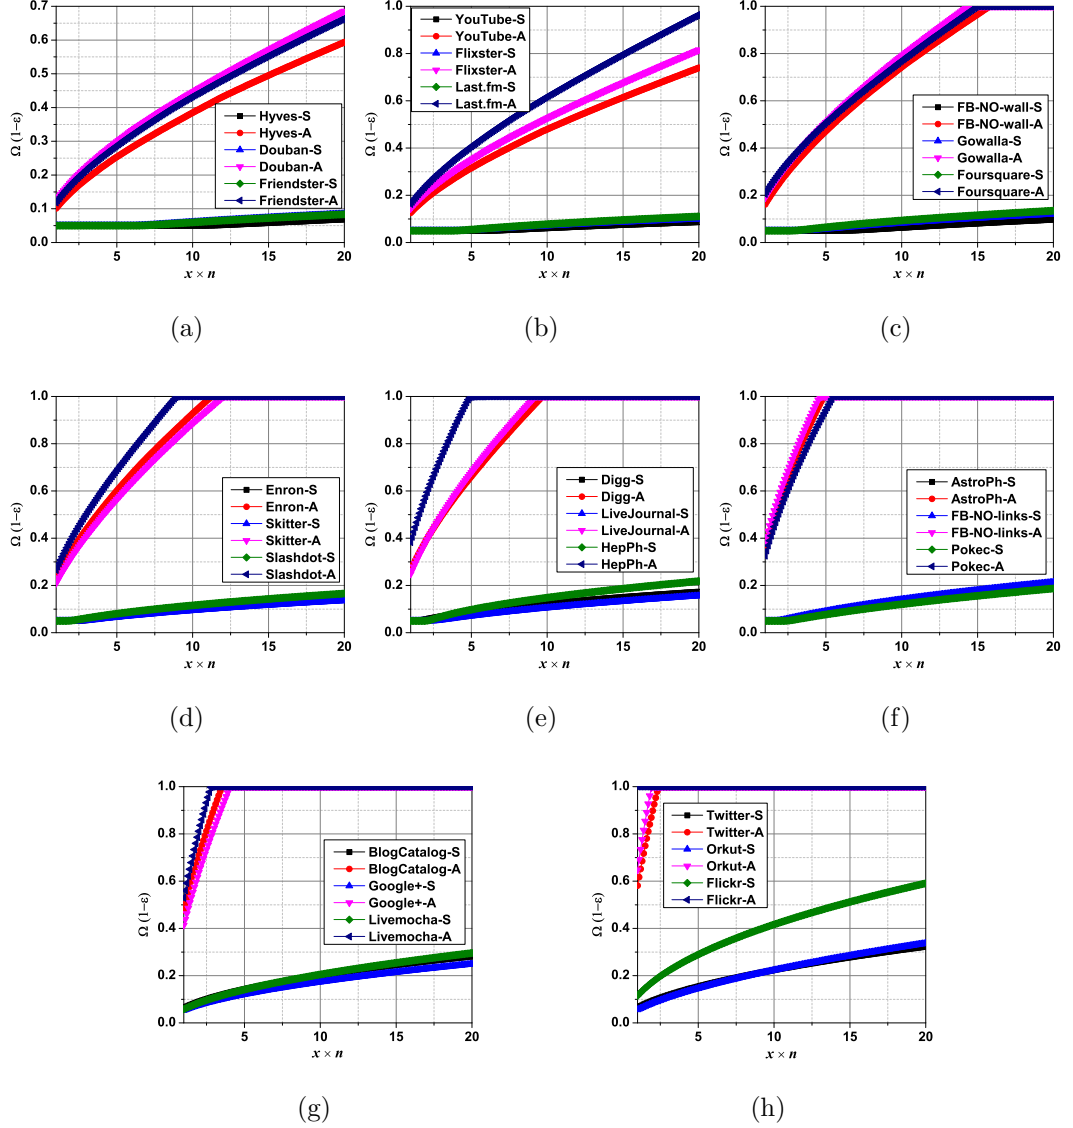 0.7
0.5
0.3
0.1
0.0
Ω (1−ε)
5
10
15
20
x × n
Hyves-S
Hyves-A
Douban-S
Douban-A
Friendster-S
Friendster-A
(a)
1.0
0.8
0.6
0.4
0.2
0.0
Ω (1−ε)
5
10
15
20
x × n
YouTube-S
YouTube-A
Flixster-S
Flixster-A
Last.fm-S
Last.fm-A
(b)
1.0
0.8
0.6
0.4
0.2
0.0
Ω (1−ε)
5
10
15
20
x × n
FB-NO-wall-S
FB-NO-wall-A
Gowalla-S
Gowalla-A
Foursquare-S
Foursquare-A
(c)
1.0
0.8
0.6
0.4
0.2
0.0
Ω (1−ε)
5
10
15
20
x × n
Enron-S
Enron-A
Skitter-S
Skitter-A
Slashdot-S
Slashdot-A
(d)
1.0
0.8
0.6
0.4
0.2
0.0
Ω (1−ε)
5
10
15
20
x × n
Digg-S
Digg-A
LiveJournal-S
LiveJournal-A
HepPh-S
HepPh-A
(e)
1.0
0.8
0.6
0.4
0.2
0.0
Ω (1−ε)
5
10
15
20
x × n
AstroPh-S
AstroPh-A
FB-NO-links-S
FB-NO-links-A
Pokec-S
Pokec-A
(f)
1.0
0.8
0.6
0.4
0.2
0.0
Ω (1−ε)
5
10
15
20
x × n
BlogCatalog-S
BlogCatalog-A
Google+-S
Google+-A
Livemocha-S
Livemocha-A
(g)
1.0
0.8
0.6
0.4
0.2
0.0
Ω (1−ε)
5
10
15
20
x × n
Twitter-S
Twitter-A
Orkut-S
Orkut-A
Flickr-S
Flickr-A
(h)